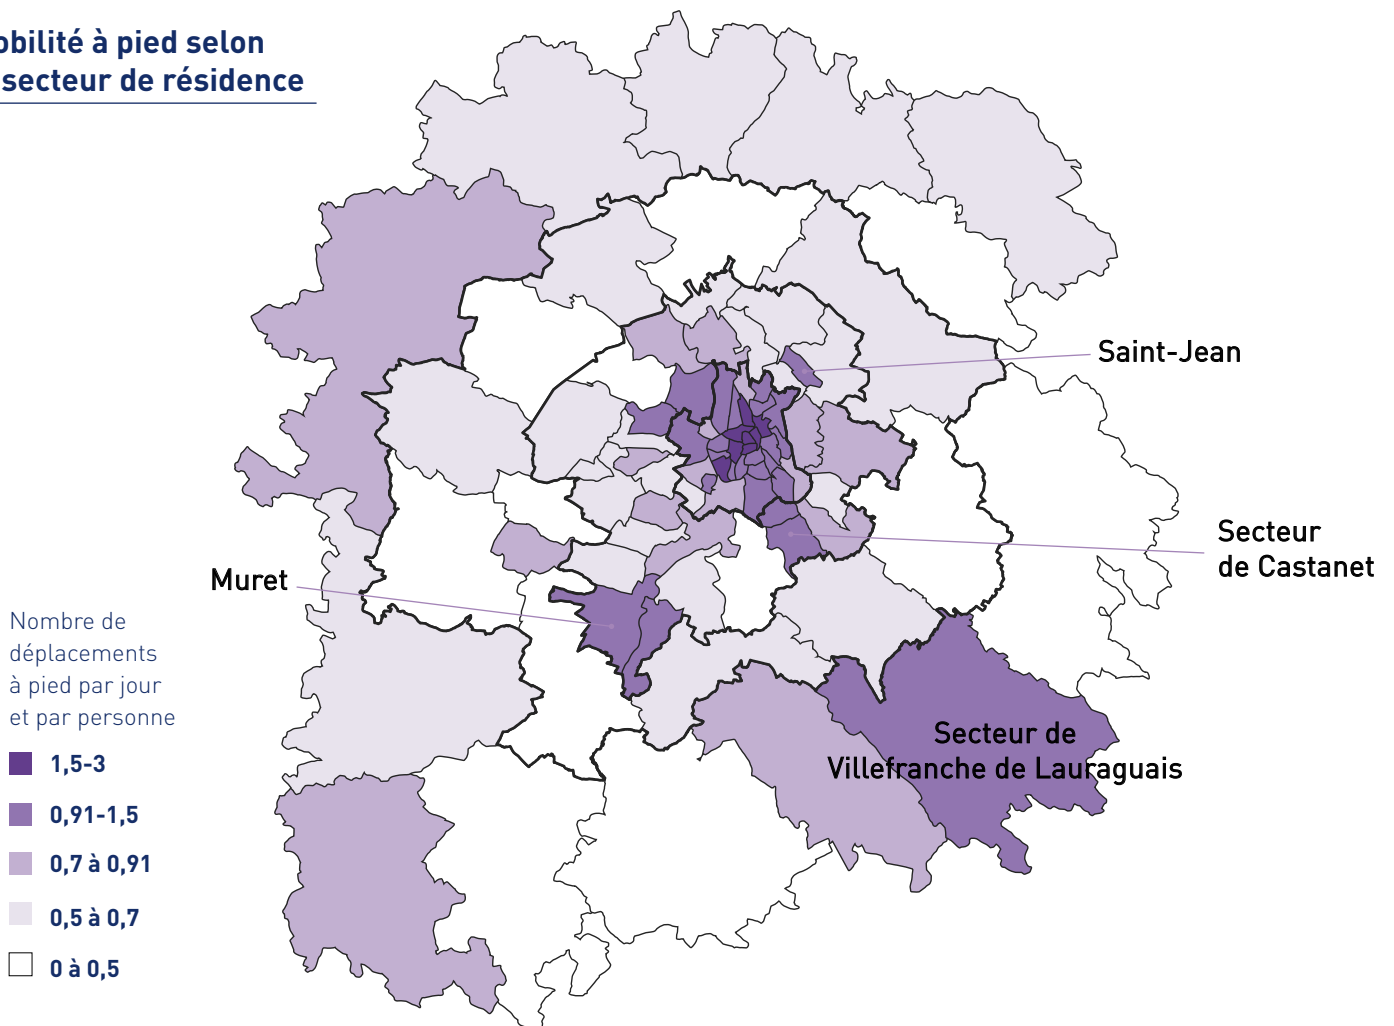 obilité à pied selon
secteur de résidence
Saint-Jean
Secteur
de Castanet
Muret
Secteur de
Villefranche de Lauraguais
Nombre de
déplacements
à pied par jour
et par personne
1,5-3
0,91-1,5
0,7 à 0,91
0,5 à 0,7
0 à 0,5